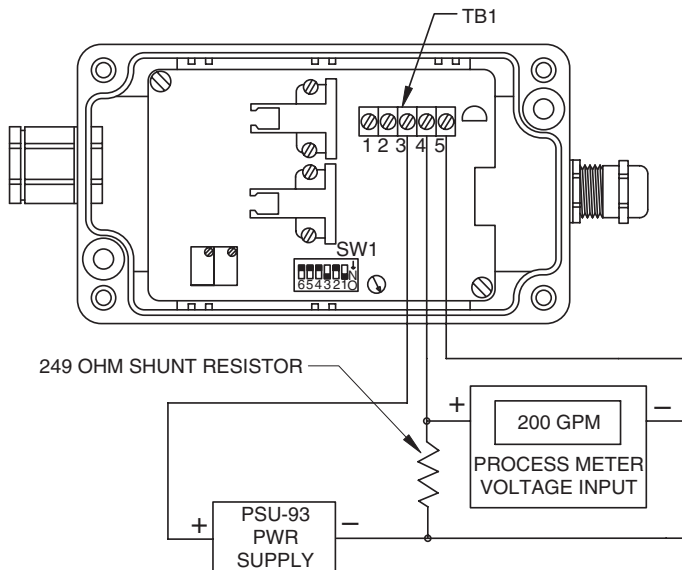 TB1
1 2 3 4 5
SW1
6 5 4 3 2 1
ON
249 OHM SHUNT RESISTOR
+ −
200 GPM
PROCESS METER
VOLTAGE INPUT
+ −
PSU-93
PWR
SUPPLY